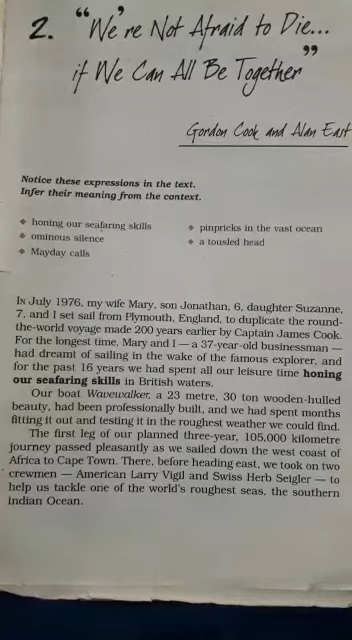 2. "We're Not Afraid to Die...
if We Can All Be Together"
Gordon Cook and Alan East
Notice these expressions in the text.
Infer their meaning from the context.
❖ honing our seafaring skills
❖ ominous silence
❖ Mayday calls
❖ pinpricks in the vast ocean
❖ a tousled head
IN July 1976, my wife Mary, son Jonathan, 6, daughter Suzanne,
7, and I set sail from Plymouth, England, to duplicate the round-
the-world voyage made 200 years earlier by Captain James Cook.
For the longest time, Mary and I — a 37-year-old businessman —
had dreamt of sailing in the wake of the famous explorer, and
for the past 16 years we had spent all our leisure time honing
our seafaring skills in British waters.
Our boat Wavewalker, a 23 metre, 30 ton wooden-hulled
beauty, had been professionally built, and we had spent months
fitting it out and testing it in the roughest weather we could find.
The first leg of our planned three-year, 105,000 kilometre
journey passed pleasantly as we sailed down the west coast of
Africa to Cape Town. There, before heading east, we took on two
crewmen — American Larry Vigil and Swiss Herb Seigler — to
help us tackle one of the world's roughest seas, the southern
Indian Ocean.